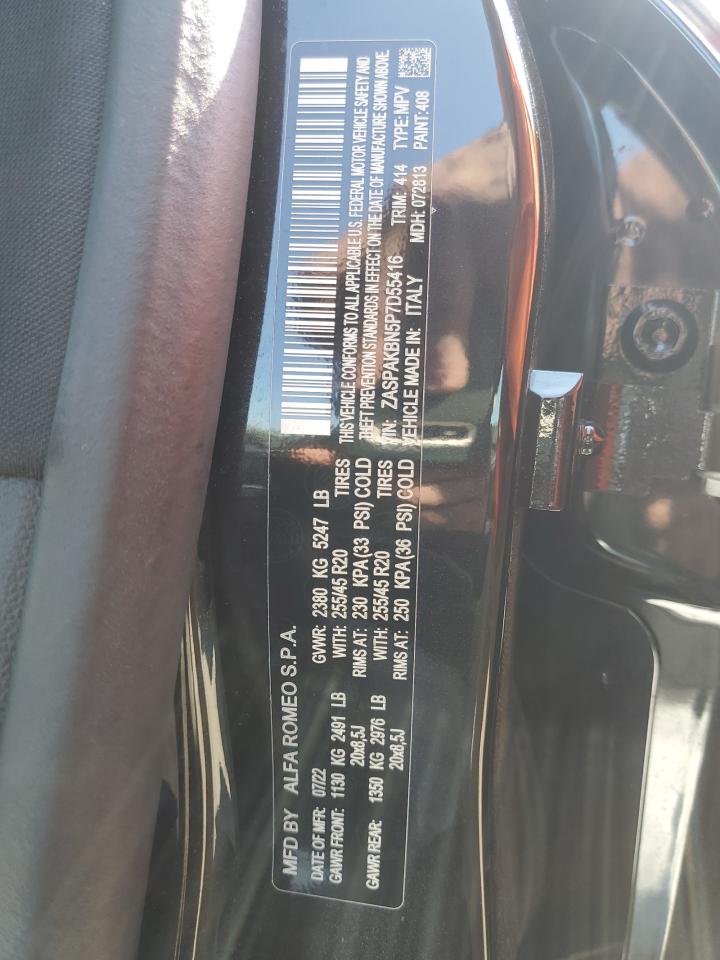 MFD BY ALFA ROMEO S.P.A.
DATE OF MFR: 07/22 GVWR: 2380 KG 5247 LB
GAWR FRONT: 1130 KG 2491 LB WITH: 255/45 R20 TIRES
20x8,5J RIMS AT: 230 KPA(33 PSI) COLD
GAWR REAR: 1350 KG 2976 LB WITH: 255/45 R20 TIRES
20x8,5J RIMS AT: 250 KPA(36 PSI) COLD
THIS VEHICLE CONFORMS TO ALL APPLICABLE U.S. FEDERAL MOTOR VEHICLE SAFETY AND
THEFT PREVENTION STANDARDS IN EFFECT ON THE DATE OF MANUFACTURE SHOWN ABOVE.
VIN: ZASPAKBN5P7D55416 TRIM: 414 TYPE: MPV
VEHICLE MADE IN: ITALY MDH: 072813 PAINT: 408